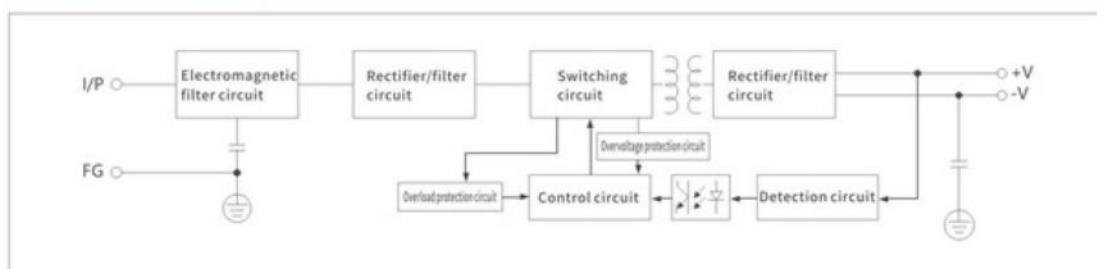 I/P
Electromagnetic
filter circuit
Rectifier/filter
circuit
Switching
circuit
Rectifier/filter
circuit
+V
-V
Overvoltage protection circuit
FG
Overload protection circuit
Control circuit
Detection circuit